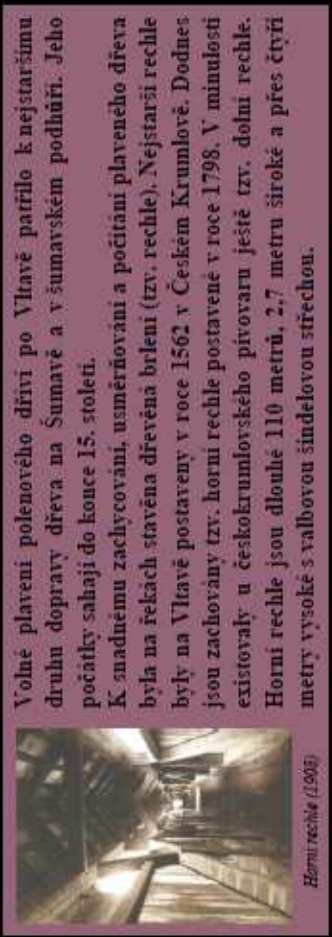 Volné plavení polenového dříví po Vltavě patřilo k nejstaršímu
druhu dopravy dřeva na Šumavě a v šumavském podhůří. Jeho
počátky sahají do konce 15. století.
K snadnému zachycování, usměrňování a počítání plaveného dřeva
byla na řekách stavěna dřevěná brlení (tzv. rechle). Nejstarší rechle
byly na Vltavě postaveny v roce 1562 v Českém Krumlově. Dodnes
jsou zachovány tzv. horní rechle postavené v roce 1798. V minulosti
existovaly u českokrumlovského pivovaru ještě tzv. dolní rechle.
Horní rechle jsou dlouhé 110 metrů, 2,7 metru široké a přes čtyři
metry vysoké s valbovou šindelovou střechou.
Horní rechle (1905)